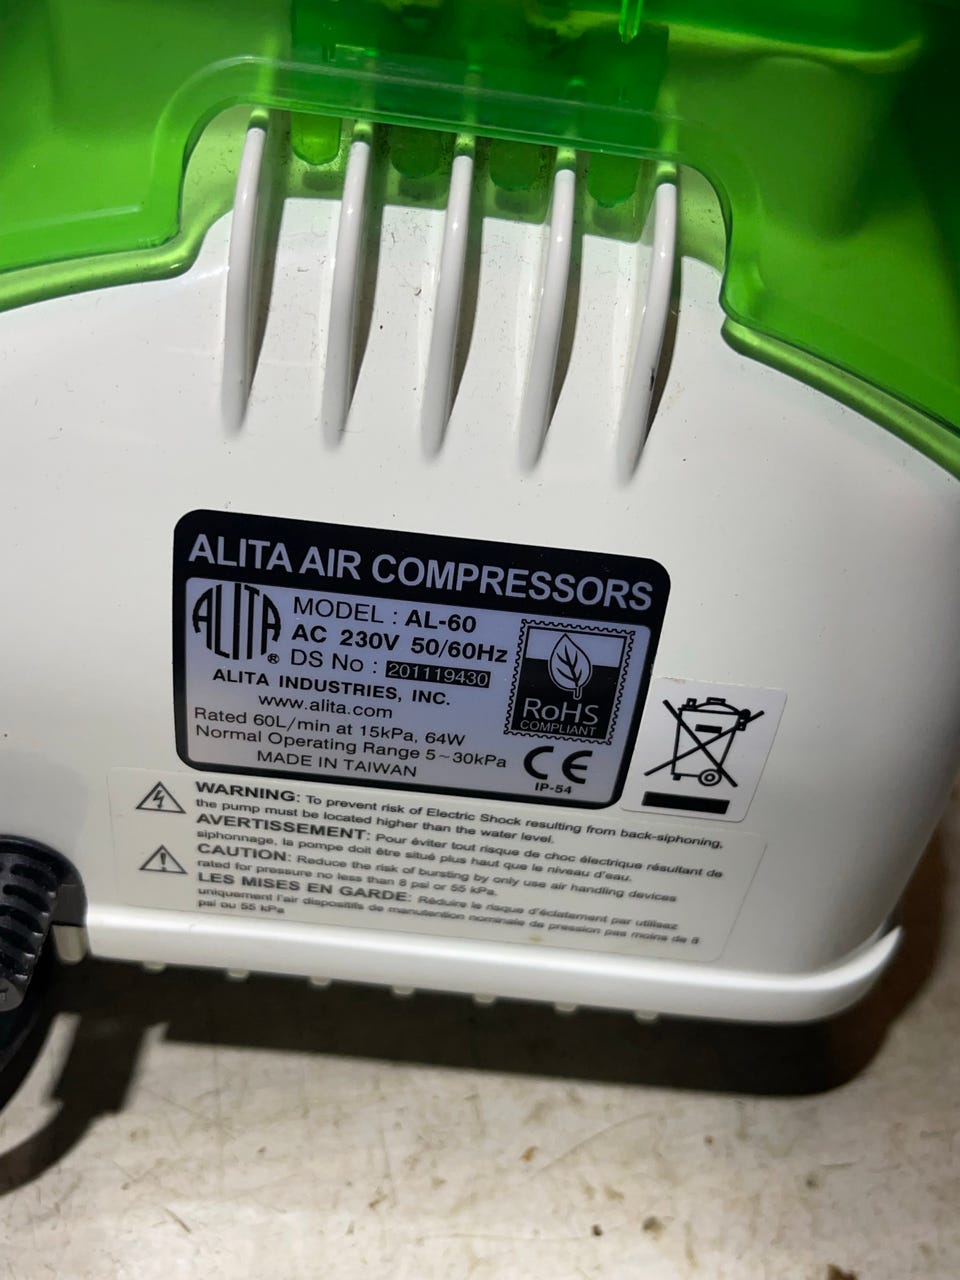 ALITA AIR COMPRESSORS
ALITA
®
MODEL : AL-60
AC 230V 50/60Hz
DS No : 201119430
ALITA INDUSTRIES, INC.
www.alita.com
Rated 60L/min at 15kPa, 64W
Normal Operating Range 5~30kPa
MADE IN TAIWAN
RoHS
COMPLIANT
CE
IP-54
WARNING: To prevent risk of Electric Shock resulting from back-siphoning,
the pump must be located higher than the water level.
AVERTISSEMENT: Pour éviter tout risque de choc électrique résultant de
siphonnage, la pompe doit être situé plus haut que le niveau d'eau.
CAUTION: Reduce the risk of bursting by only use air handling devices
rated for pressure no less than 8 psi or 55 kPa.
LES MISES EN GARDE: Réduire le risque d'éclatement par utilisez
uniquement l'air dispositifs de manutention nominale de pression pas moins de 8
psi ou 55 kPa